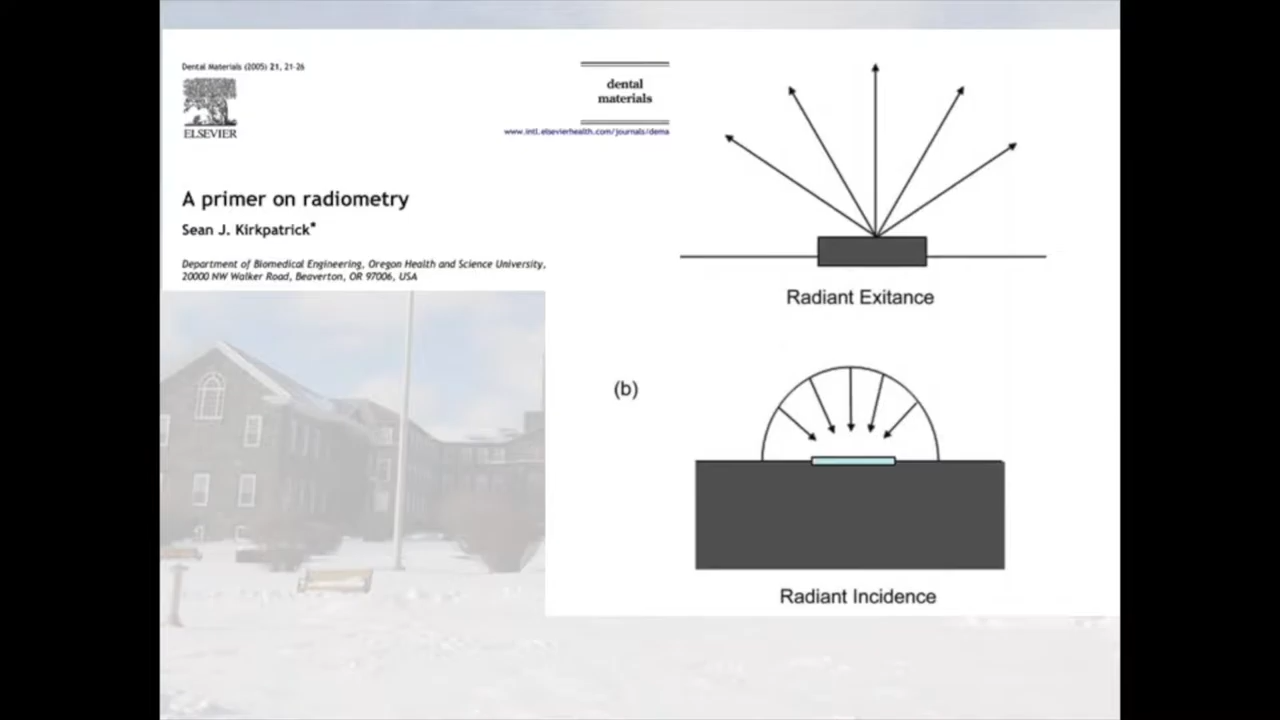 Dental Materials (2005) 21, 21-26
ELSEVIER
dental
materials
www.intl.elsevierhealth.com/journals/dema
A primer on radiometry
Sean J. Kirkpatrick*
Department of Biomedical Engineering, Oregon Health and Science University,
20000 NW Walker Road, Beaverton, OR 97006, USA
Radiant Exitance
(b)
Radiant Incidence